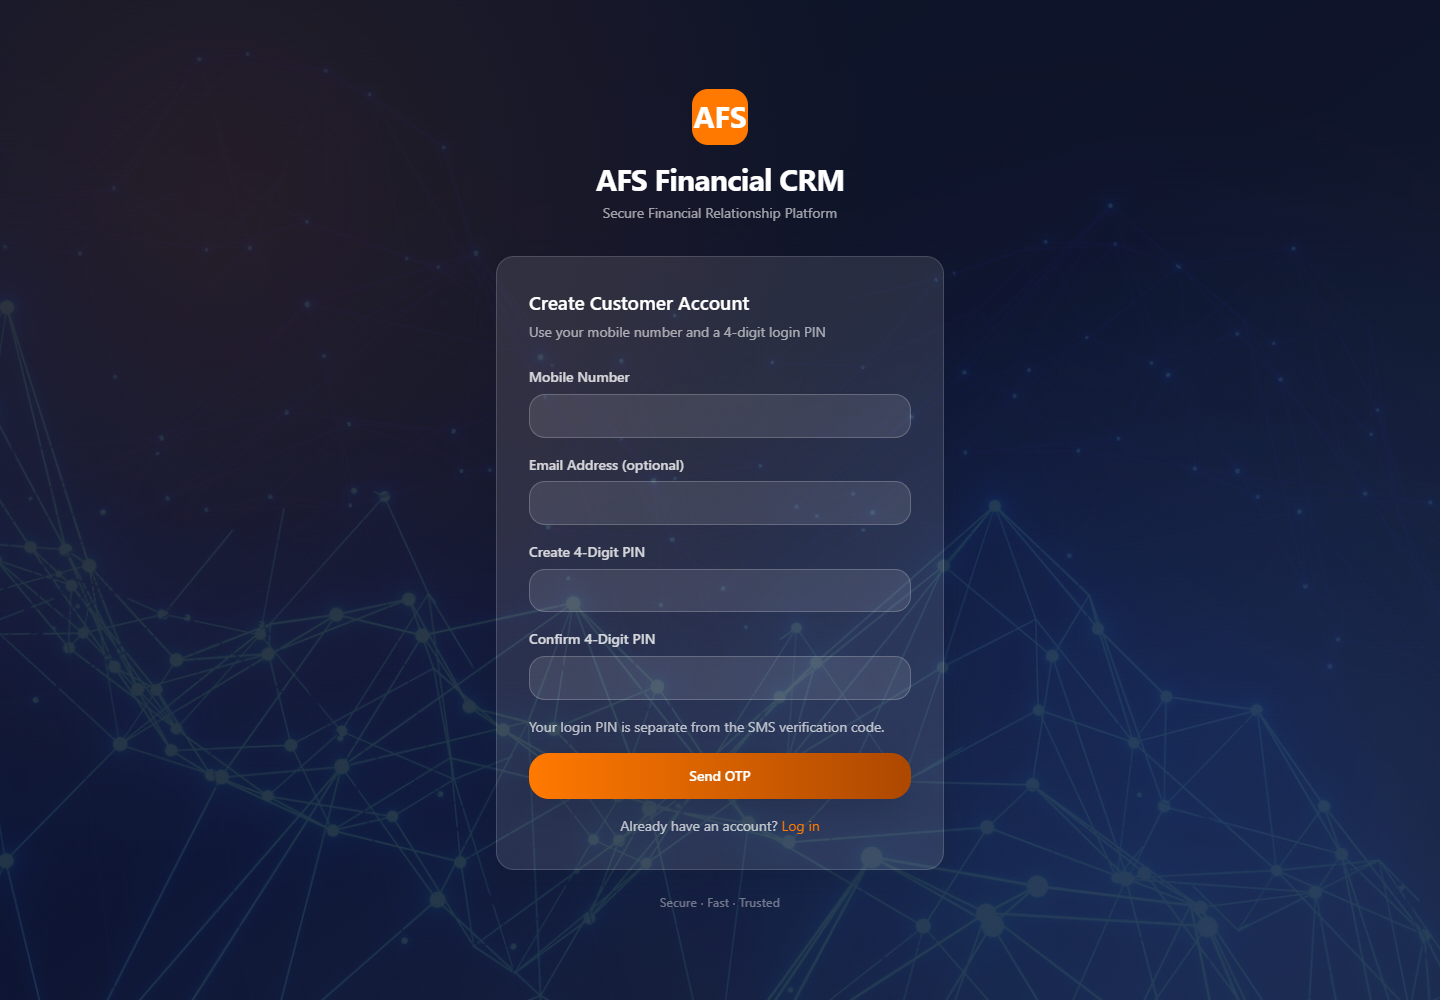 AFS
AFS Financial CRM
Secure Financial Relationship Platform
Create Customer Account
Use your mobile number and a 4-digit login PIN
Mobile Number
Email Address (optional)
Create 4-Digit PIN
Confirm 4-Digit PIN
Your login PIN is separate from the SMS verification code.
Send OTP
Already have an account? Log in
Secure · Fast · Trusted